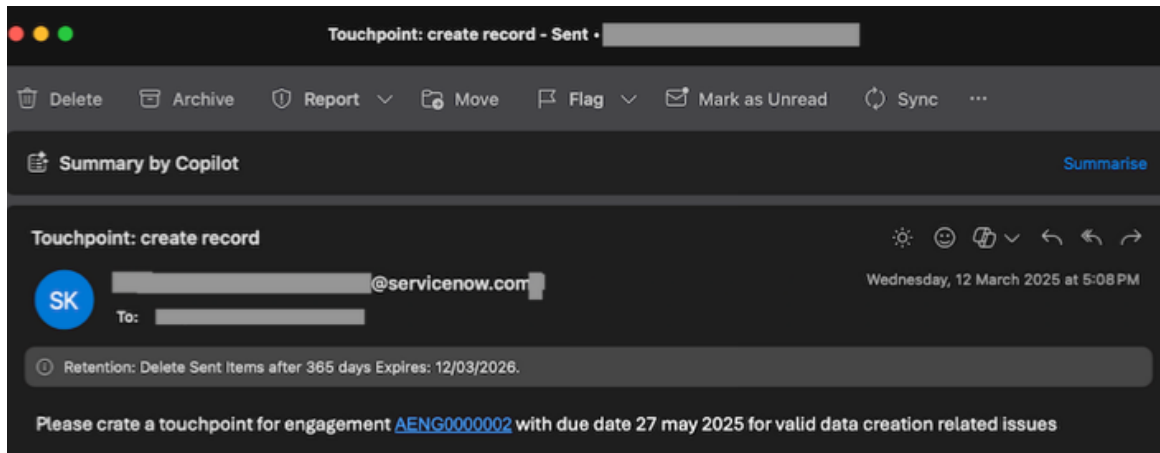 Touchpoint: create record - Sent •
Delete Archive Report Move Flag Mark as Unread Sync ...
Summary by Copilot Summarise
Touchpoint: create record
@servicenow.com
Wednesday, 12 March 2025 at 5:08 PM
SK
To:
Retention: Delete Sent Items after 365 days Expires: 12/03/2026.
Please crate a touchpoint for engagement AENG0000002 with due date 27 may 2025 for valid data creation related issues